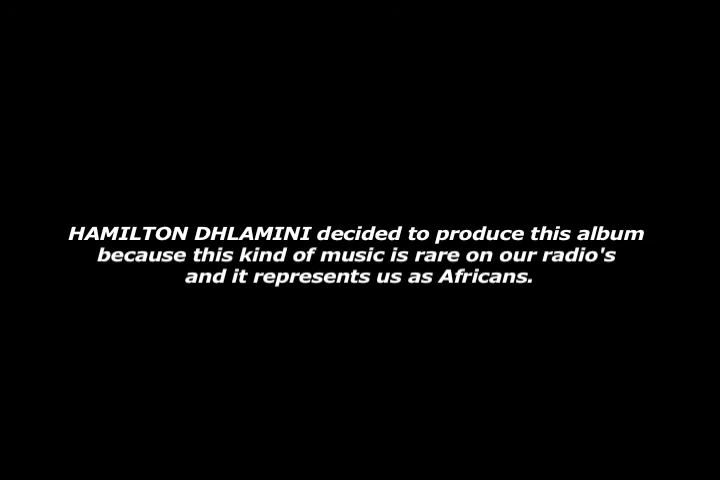 HAMILTON DHLAMINI decided to produce this album
because this kind of music is rare on our radio's
and it represents us as Africans.